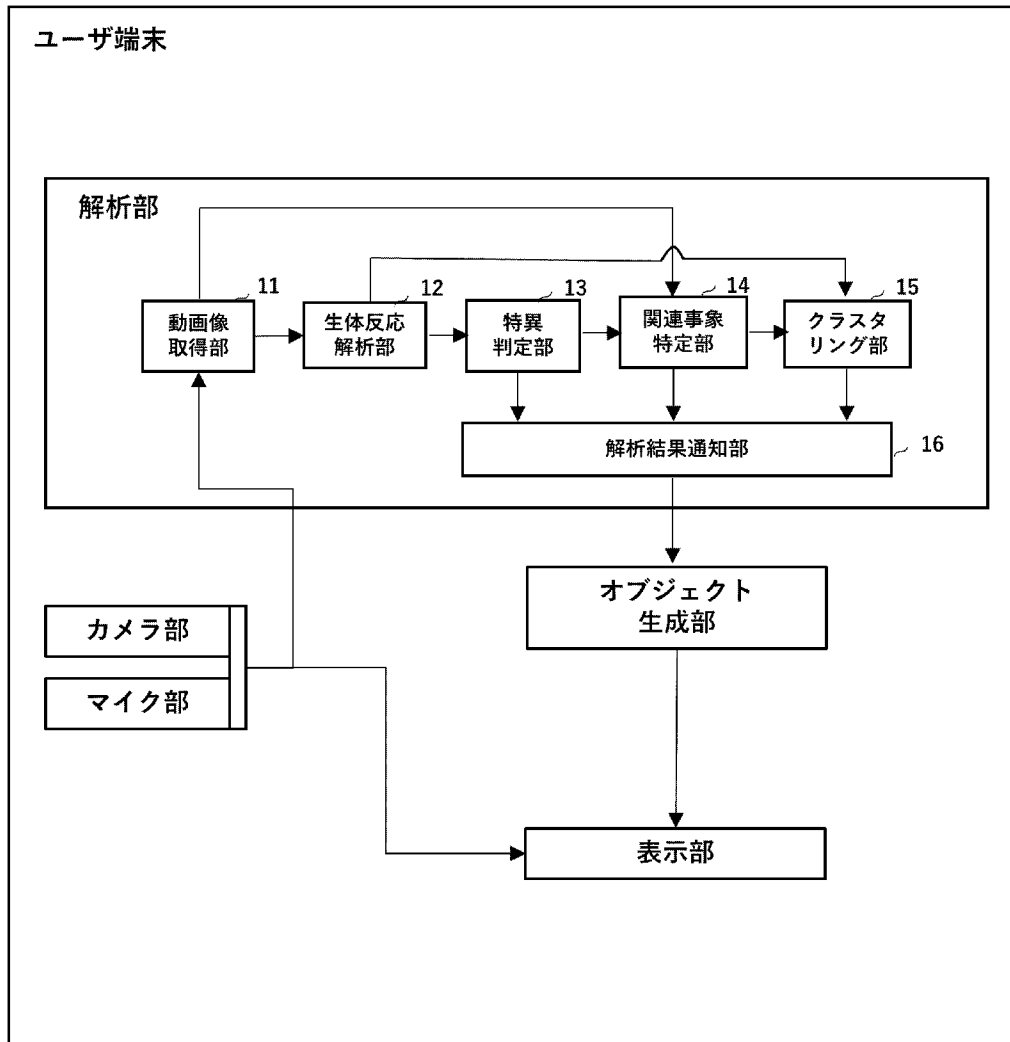 ユーザ端末
解析部
11
動画像
取得部
12
生体反応
解析部
13
特異
判定部
14
関連事象
特定部
15
クラスタ
リング部
解析結果通知部
16
オブジェクト
生成部
カメラ部
マイク部
表示部